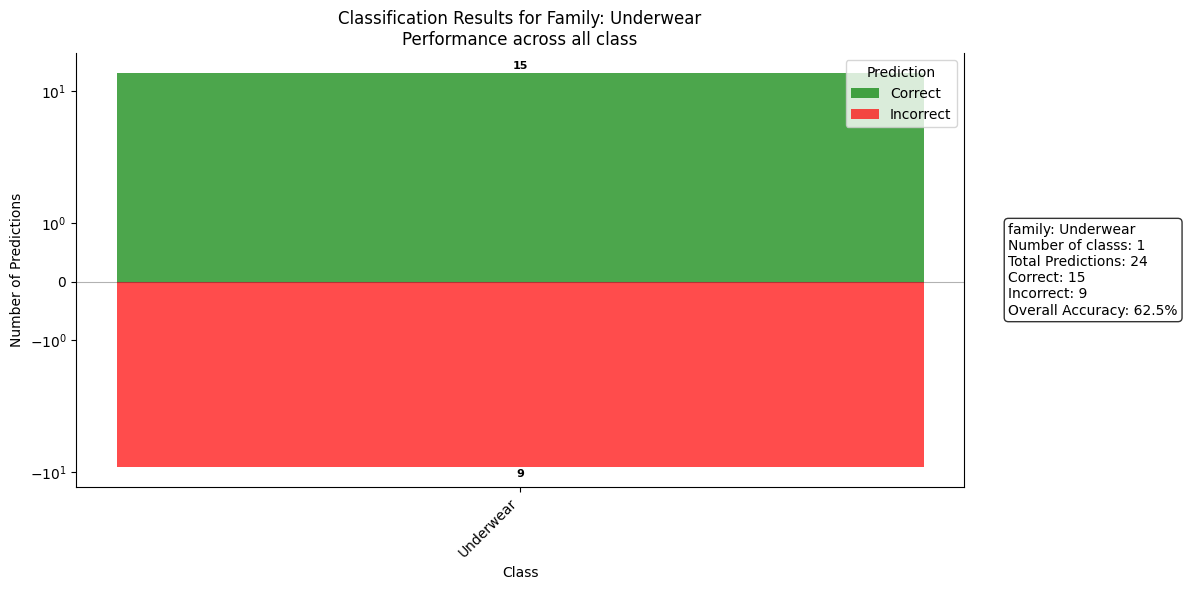 Classification Results for Family: Underwear
Performance across all class
15
Prediction
Correct
Incorrect
10¹
10⁰
0
−10⁰
−10¹
Number of Predictions
9
Underwear
Class
family: Underwear
Number of classs: 1
Total Predictions: 24
Correct: 15
Incorrect: 9
Overall Accuracy: 62.5%